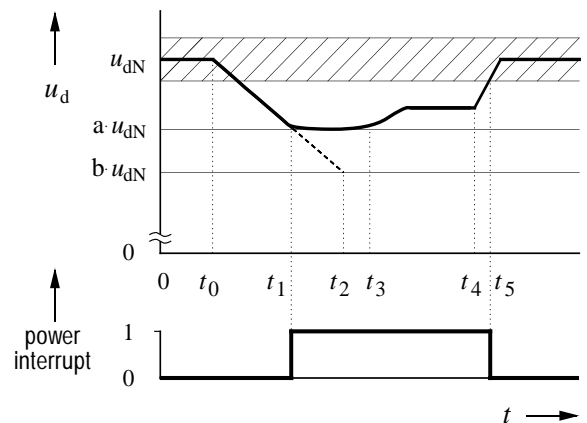 u_dN
u_d
a·u_dN
b·u_dN
0
0 t_0 t_1 t_2 t_3 t_4 t_5
power
interrupt
1
0
t